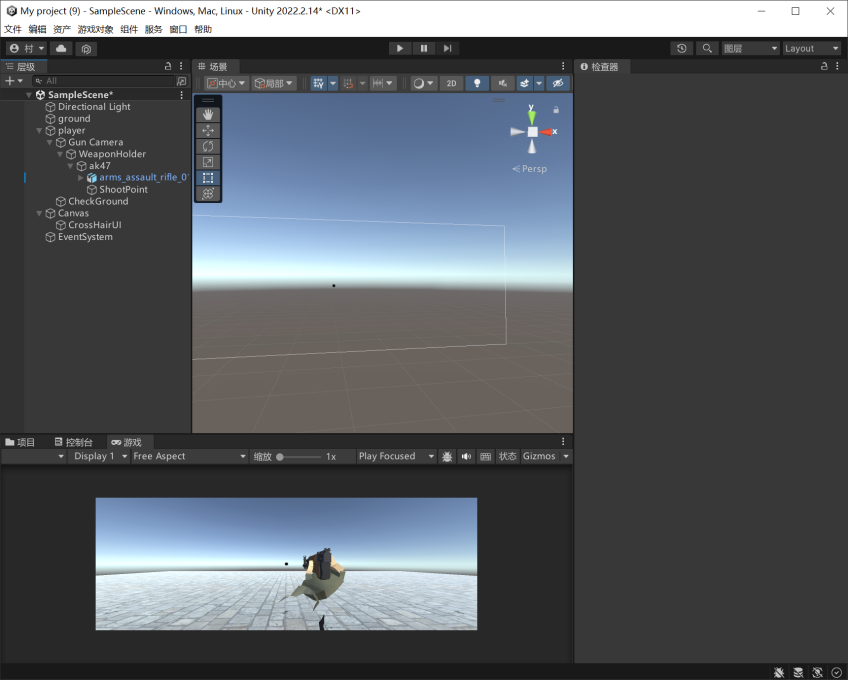 My project (9) - SampleScene - Windows, Mac, Linux - Unity 2022.2.14* <DX11>
文件 编辑 资产 游戏对象 组件 服务 窗口 帮助
村
图层 Layout
层级
All
SampleScene*
Directional Light
ground
player
Gun Camera
WeaponHolder
ak47
arms_assault_rifle_0
ShootPoint
CheckGround
Canvas
CrossHairUI
EventSystem
场景
中心 局部 2D
y
x
Persp
检查器
项目 控制台 游戏
Display 1 Free Aspect 缩放 1x Play Focused 状态 Gizmos